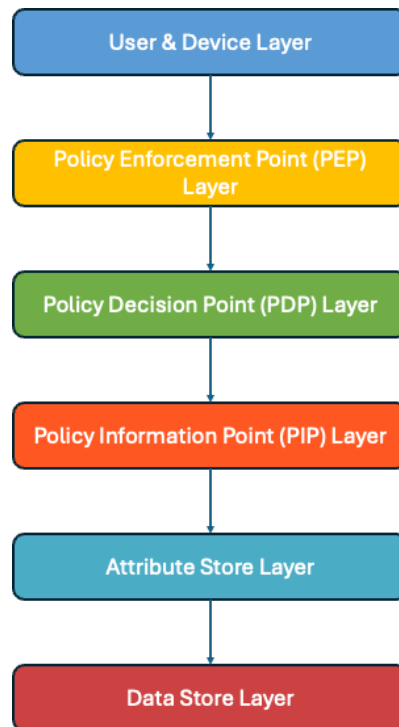 User & Device Layer
Policy Enforcement Point (PEP)
Layer
Policy Decision Point (PDP) Layer
Policy Information Point (PIP) Layer
Attribute Store Layer
Data Store Layer